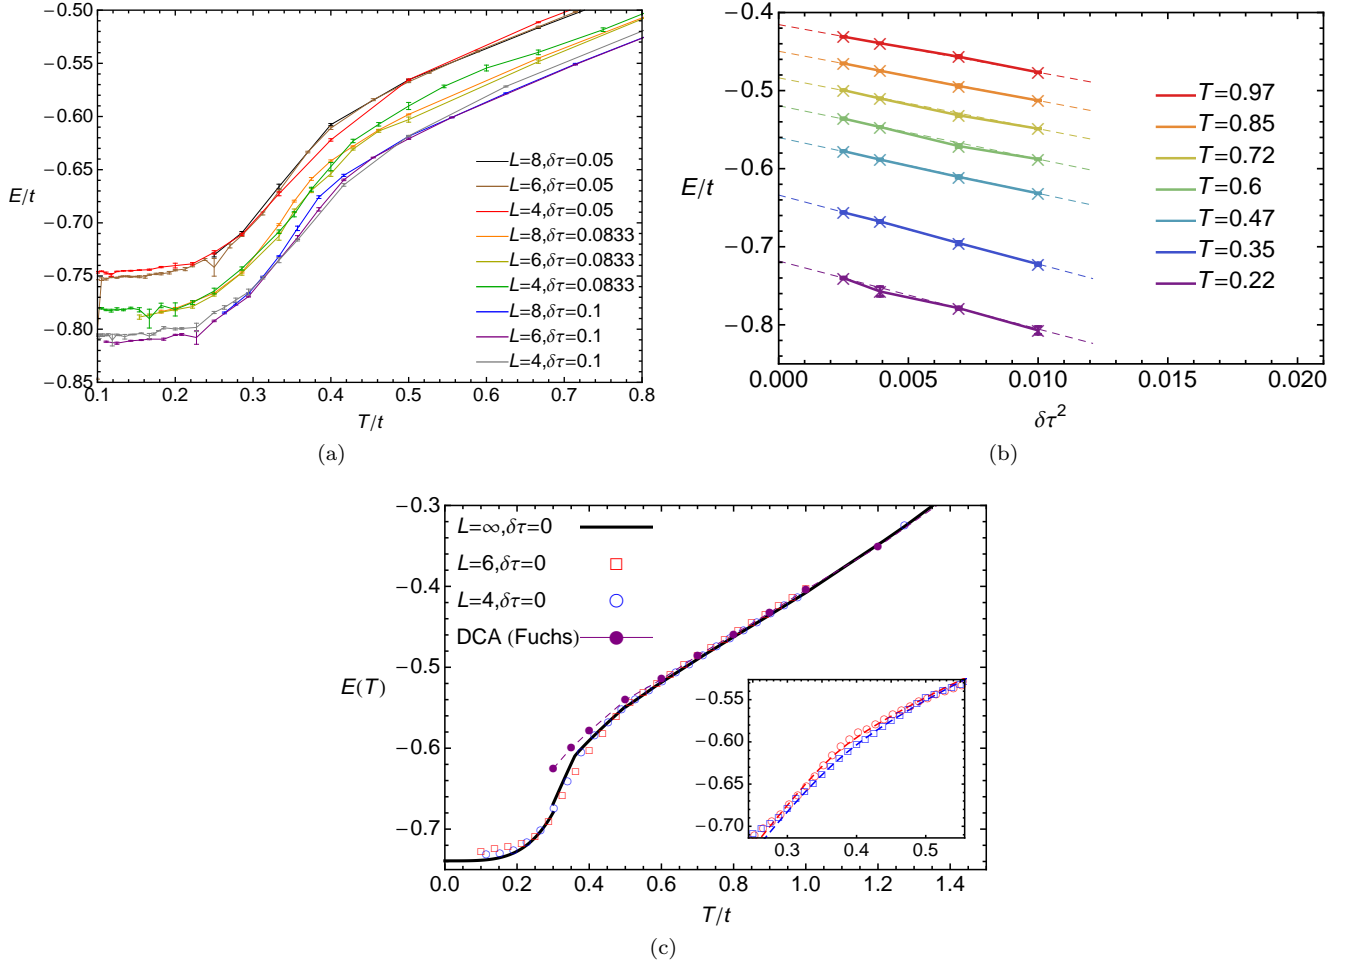 −0.50
−0.55
−0.60
−0.65
−0.70
−0.75
−0.80
−0.85
E/t
0.1 0.2 0.3 0.4 0.5 0.6 0.7 0.8
T/t
L=8,δτ=0.05
L=6,δτ=0.05
L=4,δτ=0.05
L=8,δτ=0.0833
L=6,δτ=0.0833
L=4,δτ=0.0833
L=8,δτ=0.1
L=6,δτ=0.1
L=4,δτ=0.1
(a)
−0.4
−0.5
−0.6
−0.7
−0.8
E/t
0.000 0.005 0.010 0.015 0.020
δτ²
T=0.97
T=0.85
T=0.72
T=0.6
T=0.47
T=0.35
T=0.22
(b)
−0.3
−0.4
−0.5
−0.6
−0.7
E(T)
0.0 0.2 0.4 0.6 0.8 1.0 1.2 1.4
T/t
L=∞,δτ=0
L=6,δτ=0
L=4,δτ=0
DCA (Fuchs)
−0.55
−0.60
−0.65
−0.70
0.3 0.4 0.5
(c)